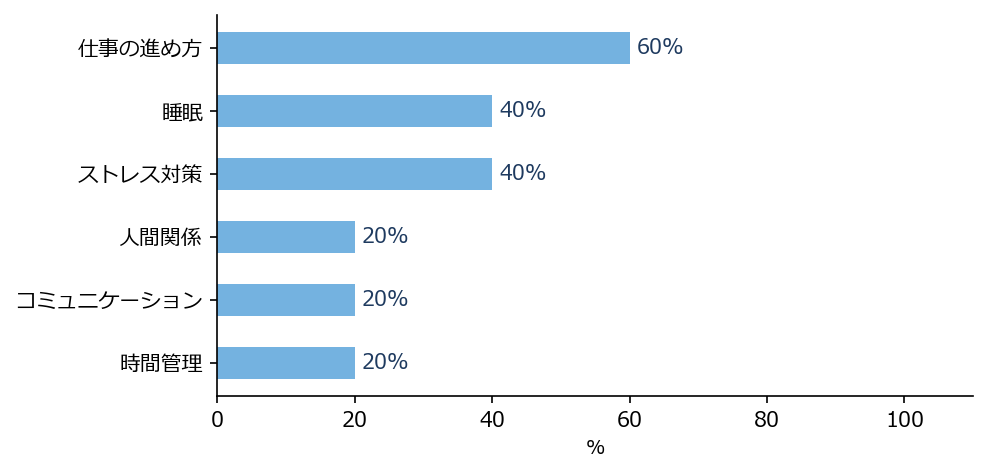 仕事の進め方 60%
睡眠 40%
ストレス対策 40%
人間関係 20%
コミュニケーション 20%
時間管理 20%
0 20 40 60 80 100
%